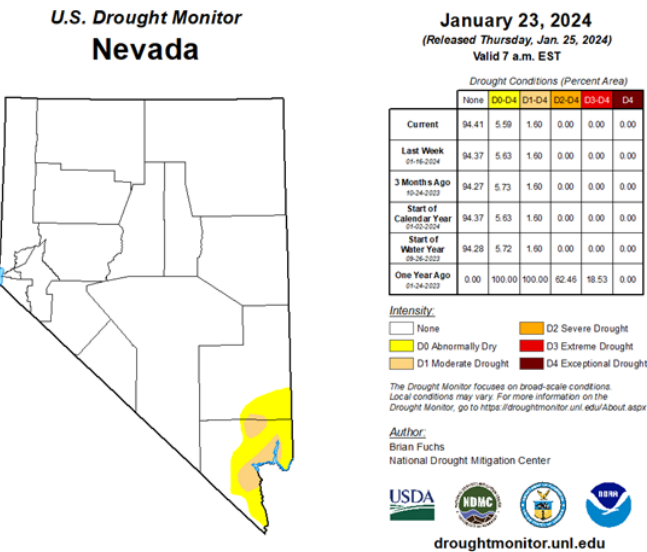 U.S. Drought Monitor
Nevada
January 23, 2024
(Released Thursday, Jan. 25, 2024)
Valid 7 a.m. EST
Drought Conditions (Percent Area)
None D0-D4 D1-D4 D2-D4 D3-D4 D4
Current 94.41 5.59 1.60 0.00 0.00 0.00
Last Week
01-16-2024 94.37 5.63 1.60 0.00 0.00 0.00
3 Months Ago
10-24-2023 94.27 5.73 1.60 0.00 0.00 0.00
Start of
Calendar Year
01-02-2024 94.37 5.63 1.60 0.00 0.00 0.00
Start of
Water Year
09-26-2023 94.28 5.72 1.60 0.00 0.00 0.00
One Year Ago
01-24-2023 0.00 100.00 100.00 62.46 18.53 0.00
Intensity:
None
D0 Abnormally Dry
D1 Moderate Drought
D2 Severe Drought
D3 Extreme Drought
D4 Exceptional Drought
The Drought Monitor focuses on broad-scale conditions.
Local conditions may vary. For more information on the
Drought Monitor, go to https://droughtmonitor.unl.edu/About.aspx
Author:
Brian Fuchs
National Drought Mitigation Center
USDA
NDMC
NOAA
droughtmonitor.unl.edu